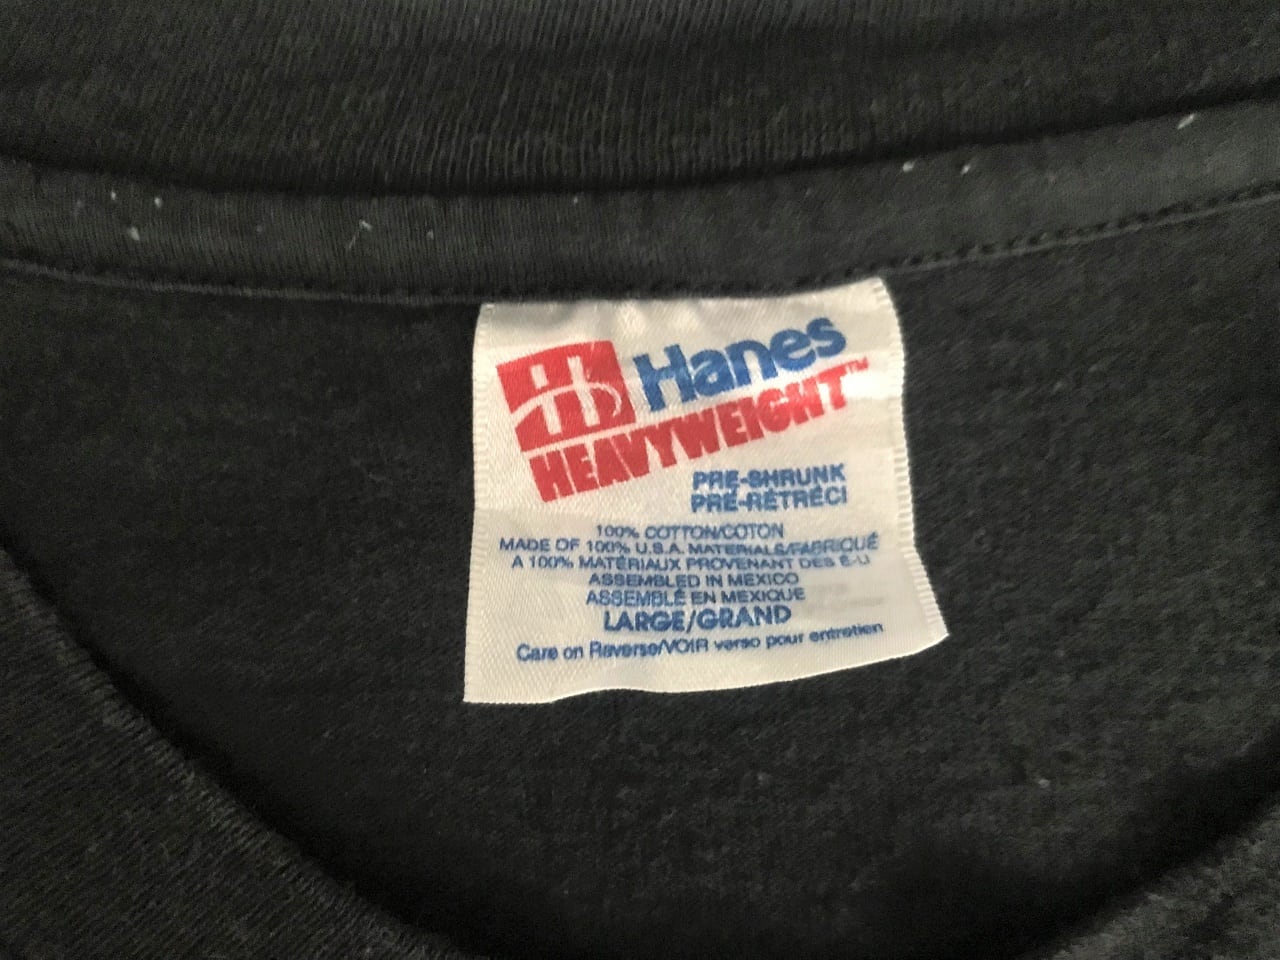 Hanes
HEAVYWEIGHT™
PRE-SHRUNK
PRÉ-RÉTRÉCI
100% COTTON/COTON
MADE OF 100% U.S.A. MATERIALS/FABRIQUÉ
A 100% MATÉRIAUX PROVENANT DES É-U
ASSEMBLED IN MEXICO
ASSEMBLÉ EN MEXIQUE
LARGE/GRAND
Care on Reverse/VOIR verso pour entretien